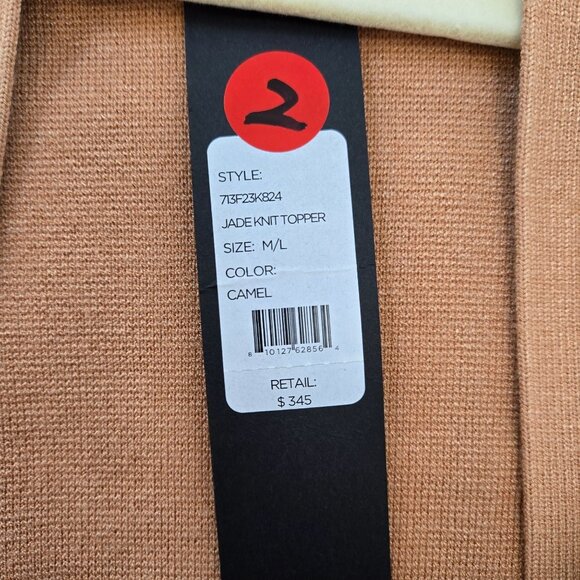 2
STYLE:
713F23K824
JADE KNIT TOPPER
SIZE: M/L
COLOR:
CAMEL
8 10127 62856 4
RETAIL:
$ 345